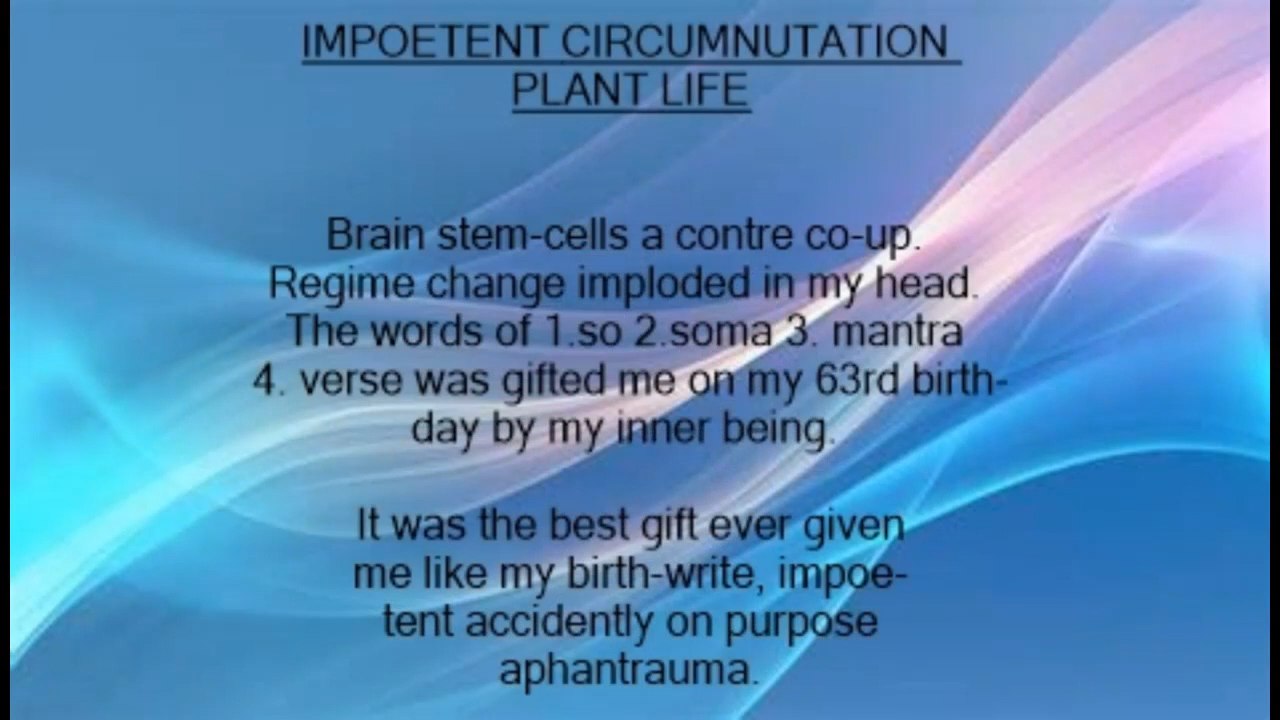 IMPOETENT CIRCUMNUTATION
PLANT LIFE
Brain stem-cells a contre co-up.
Regime change imploded in my head.
The words of 1.so 2.soma 3. mantra
4. verse was gifted me on my 63rd birth-
day by my inner being.
It was the best gift ever given
me like my birth-write, impoe-
tent accidently on purpose
aphantrauma.